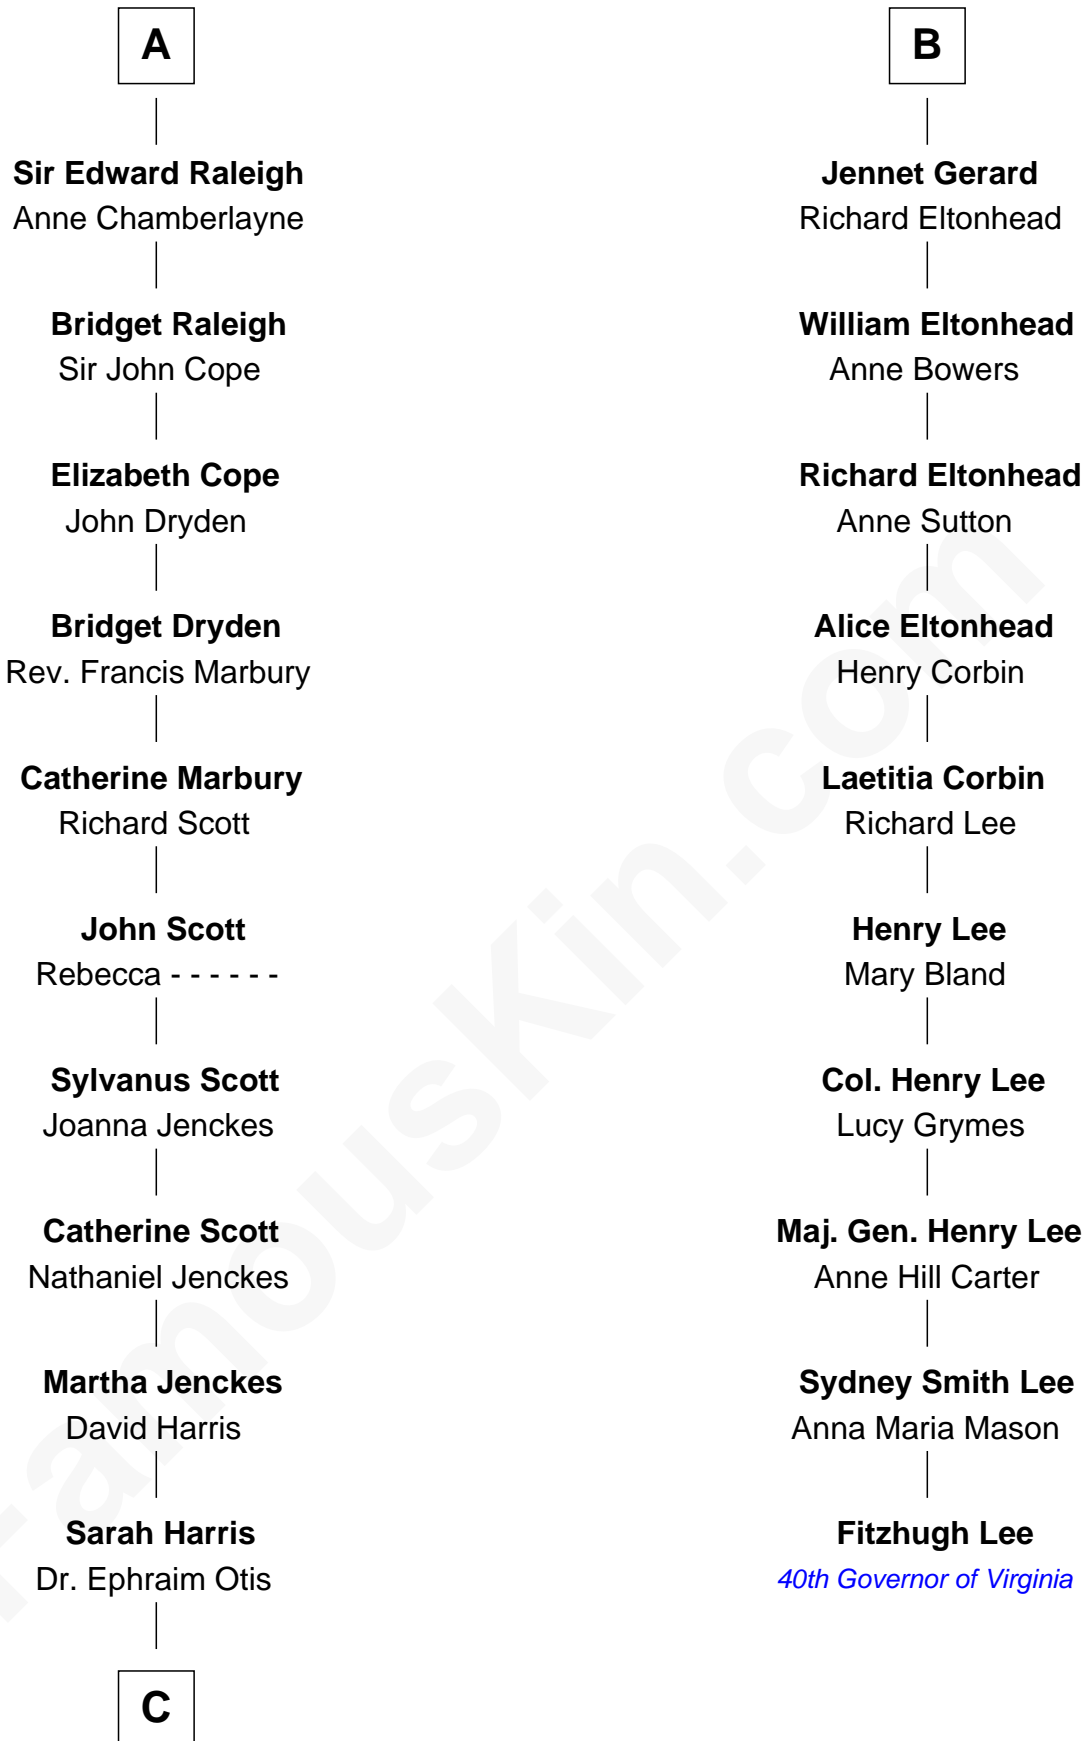 A
Sir Edward Raleigh
Anne Chamberlayne
Bridget Raleigh
Sir John Cope
Elizabeth Cope
John Dryden
Bridget Dryden
Rev. Francis Marbury
Catherine Marbury
Richard Scott
John Scott
Rebecca - - - - - -
Sylvanus Scott
Joanna Jenckes
Catherine Scott
Nathaniel Jenckes
Martha Jenckes
David Harris
Sarah Harris
Dr. Ephraim Otis
C
B
Jennet Gerard
Richard Eltonhead
William Eltonhead
Anne Bowers
Richard Eltonhead
Anne Sutton
Alice Eltonhead
Henry Corbin
Laetitia Corbin
Richard Lee
Henry Lee
Mary Bland
Col. Henry Lee
Lucy Grymes
Maj. Gen. Henry Lee
Anne Hill Carter
Sydney Smith Lee
Anna Maria Mason
Fitzhugh Lee
40th Governor of Virginia
FamousKin.com